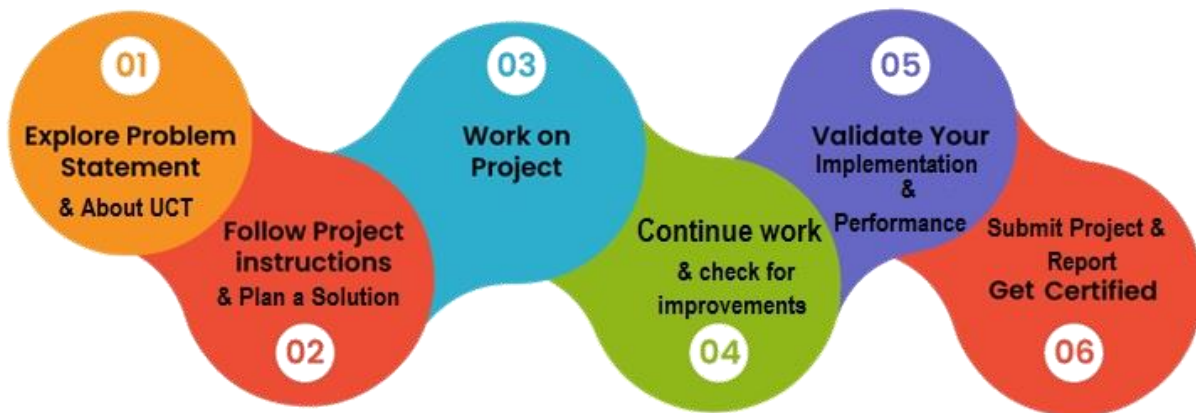 01
Explore Problem
Statement
& About UCT
Follow Project
instructions
& Plan a Solution
02
03
Work on
Project
Continue work
& check for
improvements
04
05
Validate Your
Implementation
&
Performance
Submit Project &
Report
Get Certified
06